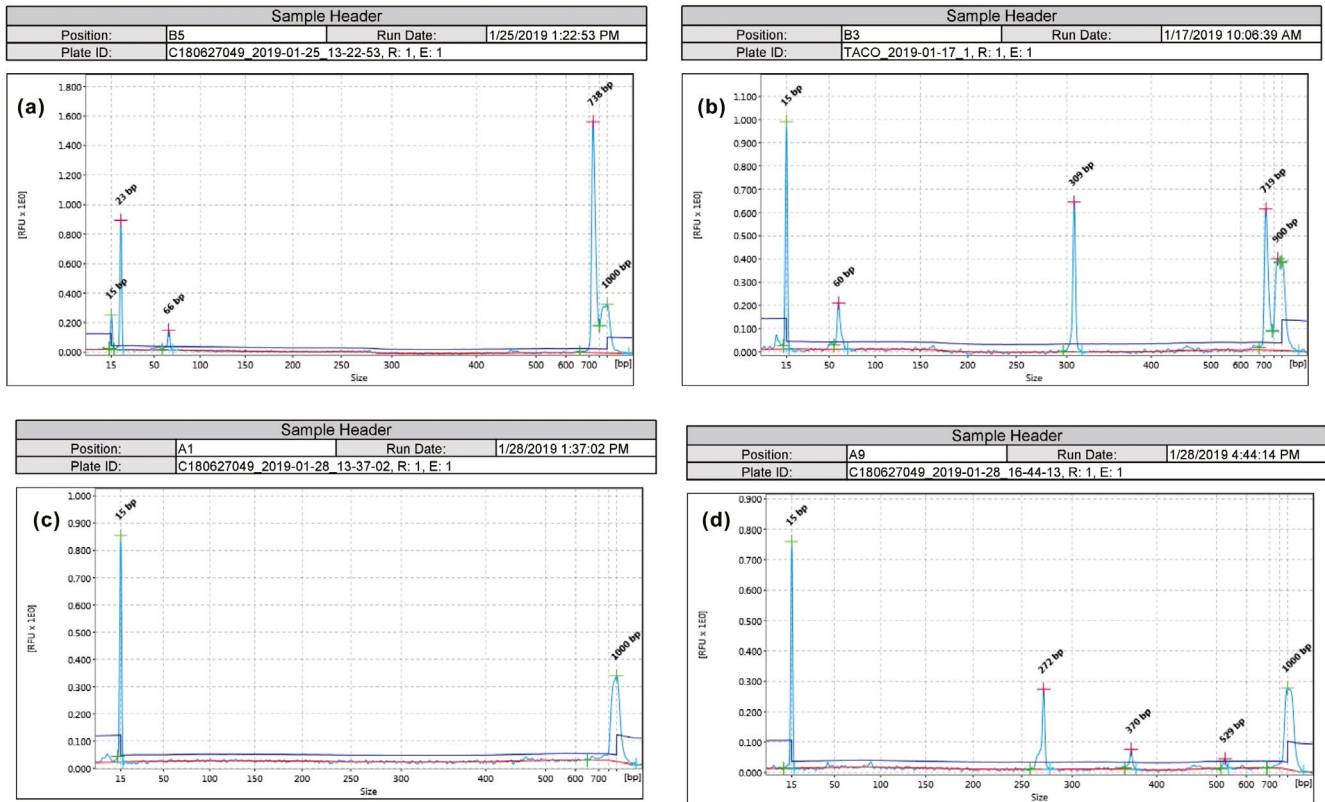 Sample Header
Position: B5 Run Date: 1/25/2019 1:22:53 PM
Plate ID: C180627049_2019-01-25_13-22-53, R: 1, E: 1
(a)
[RFU x 1E0]
1.800
1.600
1.400
1.200
1.000
0.800
0.600
0.400
0.200
0.000
15 bp
23 bp
66 bp
738 bp
1000 bp
15 50 100 200 300 400 500 600 700 [bp]
Size
Sample Header
Position: B3 Run Date: 1/17/2019 10:06:39 AM
Plate ID: TACO_2019-01-17_1, R: 1, E: 1
(b)
[RFU x 1E0]
1.100
1.000
0.900
0.800
0.700
0.600
0.500
0.400
0.300
0.200
0.100
0.000
15 bp
60 bp
309 bp
719 bp
900 bp
15 50 100 200 300 400 500 600 700 [bp]
Size
Sample Header
Position: A1 Run Date: 1/28/2019 1:37:02 PM
Plate ID: C180627049_2019-01-28_13-37-02, R: 1, E: 1
(c)
[RFU x 1E0]
1.000
0.900
0.800
0.700
0.600
0.500
0.400
0.300
0.200
0.100
0.000
15 bp
1000 bp
15 50 100 200 300 400 500 600 700 [bp]
Size
Sample Header
Position: A9 Run Date: 1/28/2019 4:44:14 PM
Plate ID: C180627049_2019-01-28_16-44-13, R: 1, E: 1
(d)
[RFU x 1E0]
0.900
0.800
0.700
0.600
0.500
0.400
0.300
0.200
0.100
0.000
15 bp
272 bp
370 bp
529 bp
1000 bp
15 50 100 150 200 300 400 500 600 700 [bp]
Size